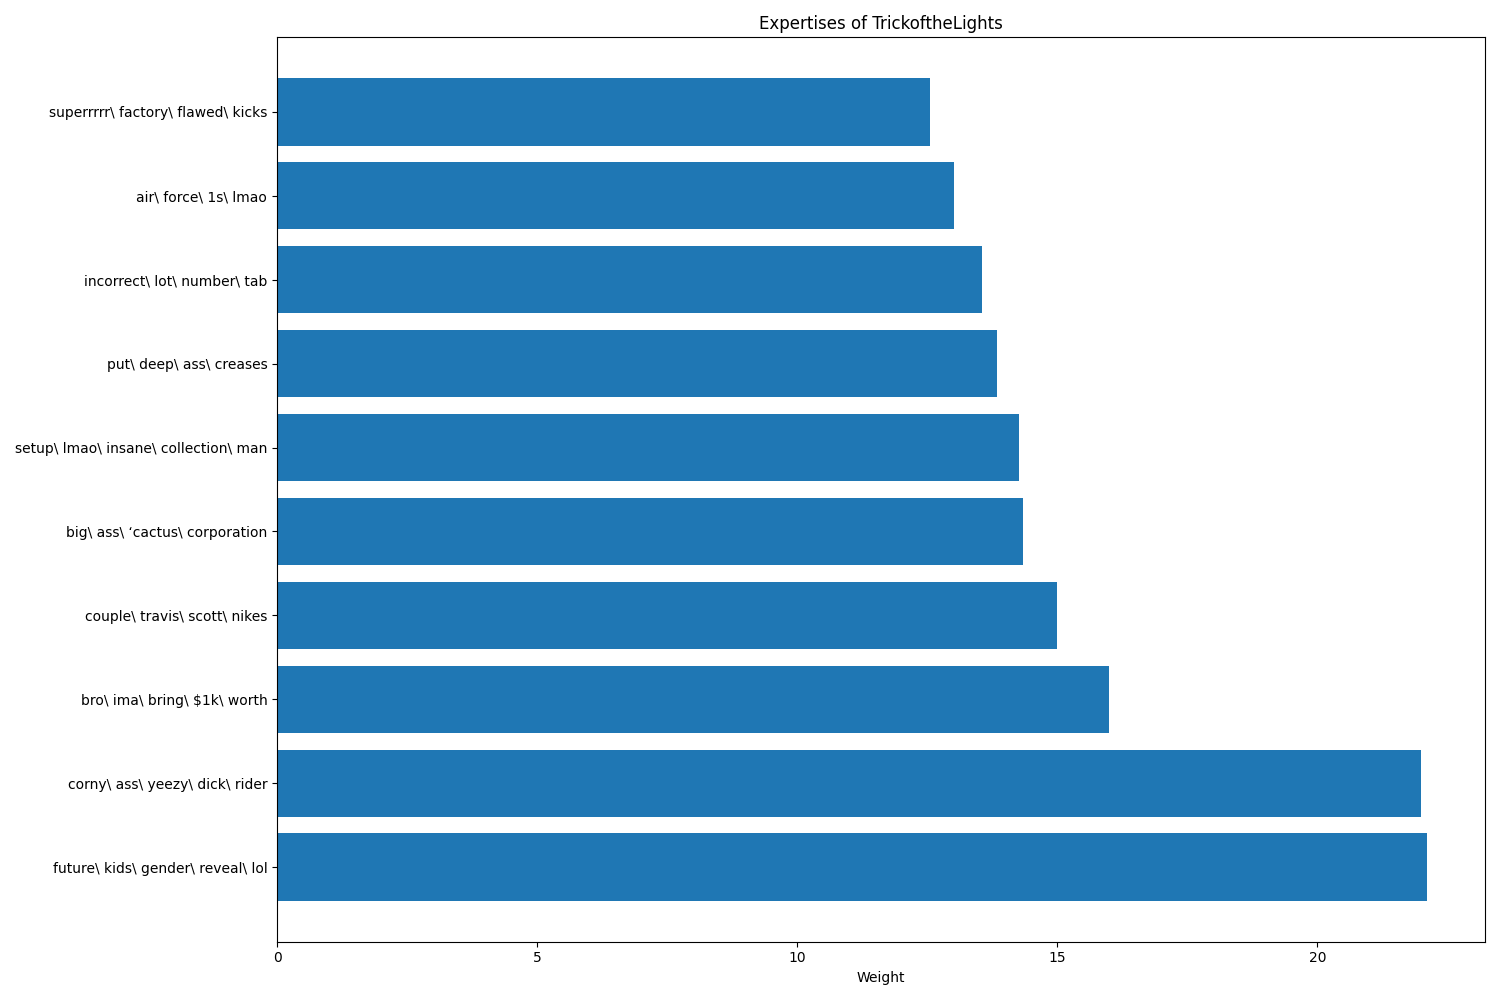 Expertises of TrickoftheLights
superrrrr\ factory\ flawed\ kicks
air\ force\ 1s\ lmao
incorrect\ lot\ number\ tab
put\ deep\ ass\ creases
setup\ lmao\ insane\ collection\ man
big\ ass\ ‘cactus\ corporation
couple\ travis\ scott\ nikes
bro\ ima\ bring\ $1k\ worth
corny\ ass\ yeezy\ dick\ rider
future\ kids\ gender\ reveal\ lol
0 5 10 15 20
Weight